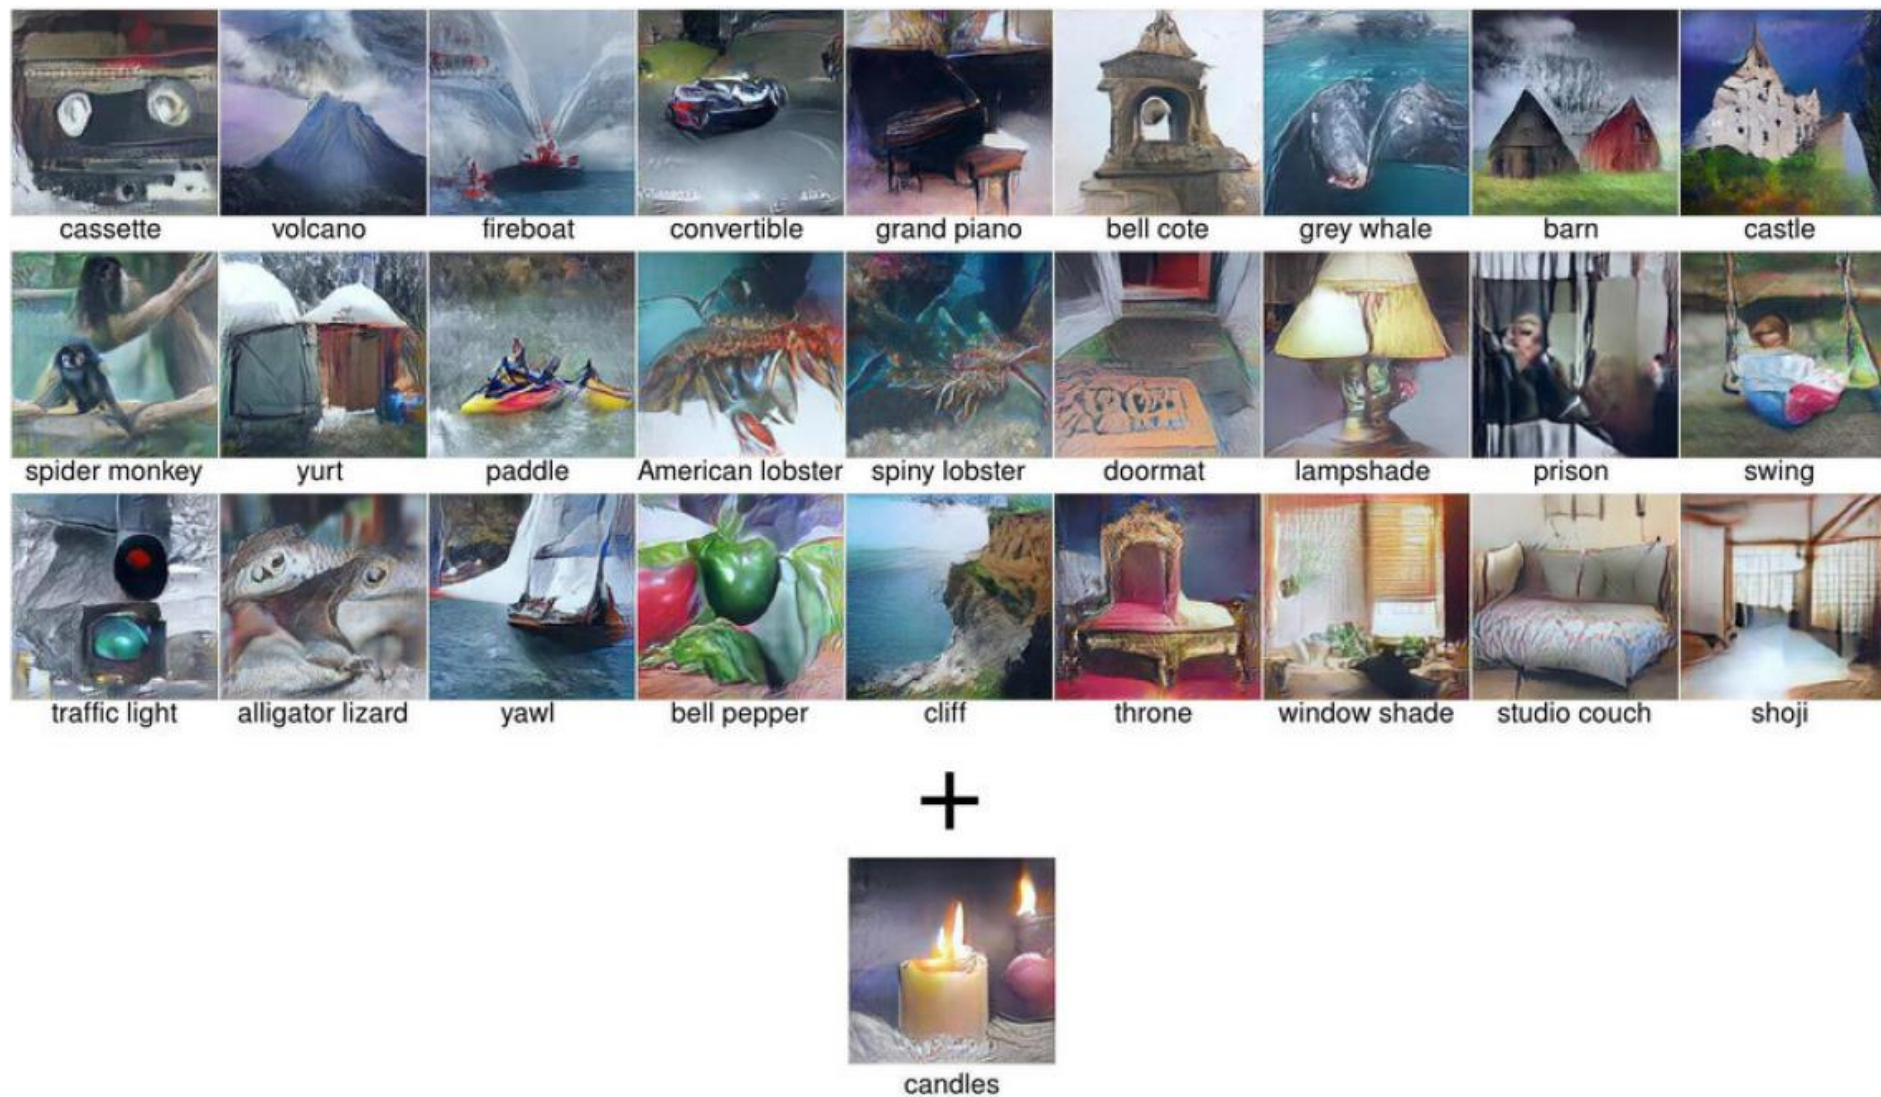 cassette volcano fireboat convertible grand piano bell cote grey whale barn castle
spider monkey yurt paddle American lobster spiny lobster doormat lampshade prison swing
traffic light alligator lizard yawl bell pepper cliff throne window shade studio couch shoji
+
candles